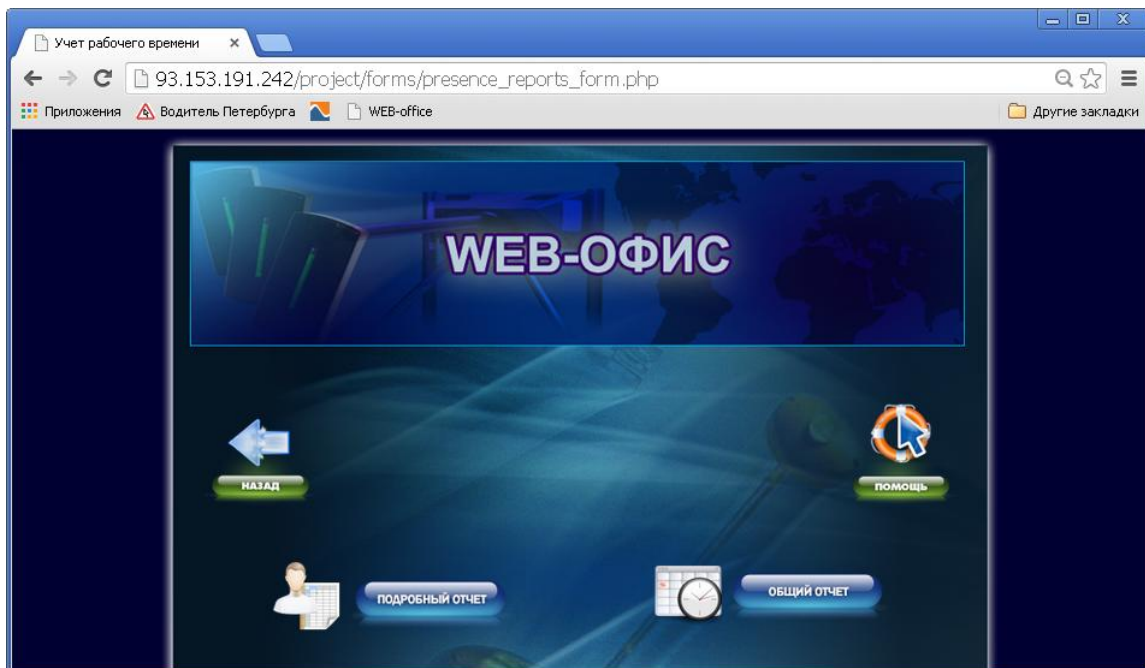 Учет рабочего времени
93.153.191.242/project/forms/presence_reports_form.php
Приложения Водитель Петербурга WEB-office Другие закладки
WEB-ОФИС
НАЗАД ПОМОЩЬ
ПОДРОБНЫЙ ОТЧЕТ ОБЩИЙ ОТЧЕТ